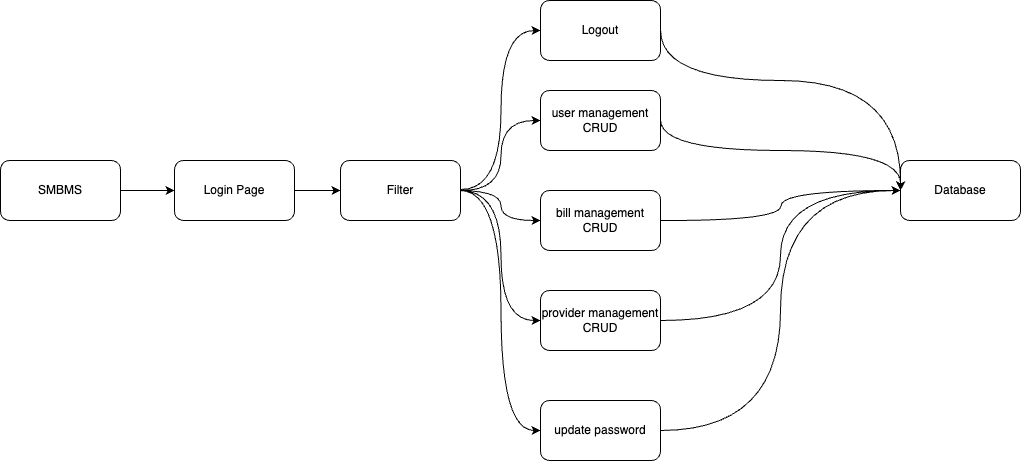 Logout
user management
CRUD
SMBMS
Login Page
Filter
bill management
CRUD
Database
provider management
CRUD
update password